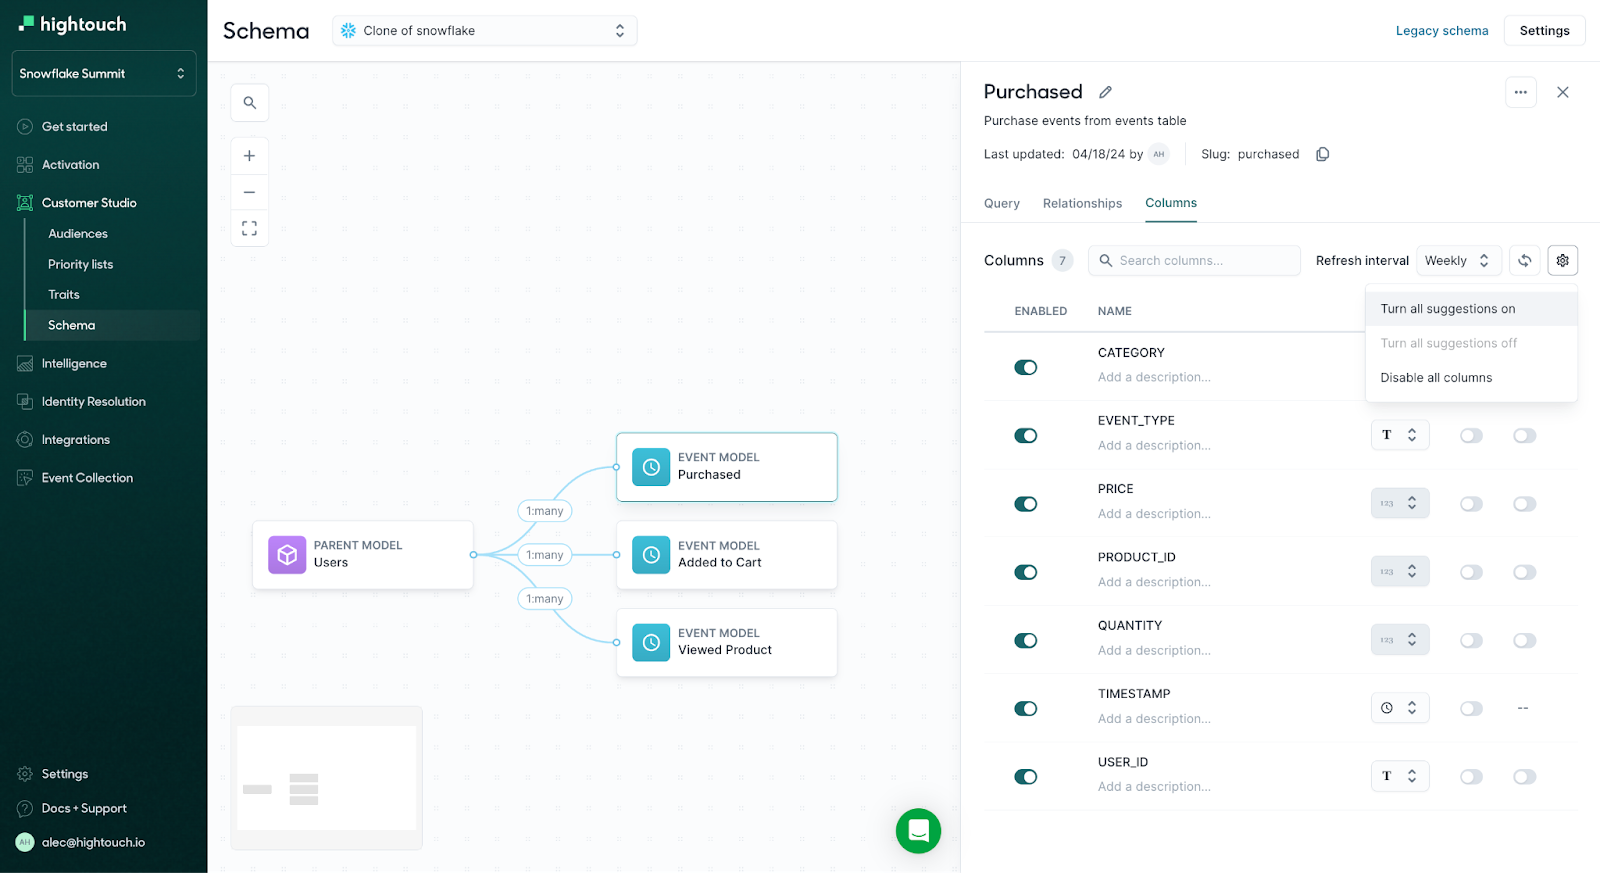 hightouch
Snowflake Summit
Get started
Activation
Customer Studio
Audiences
Priority lists
Traits
Schema
Intelligence
Identity Resolution
Integrations
Event Collection
Settings
Docs + Support
AH
alec@hightouch.io
Schema
Clone of snowflake
Legacy schema
Settings
PARENT MODEL
Users
1:many
1:many
1:many
EVENT MODEL
Purchased
EVENT MODEL
Added to Cart
EVENT MODEL
Viewed Product
Purchased
Purchase events from events table
Last updated: 04/18/24 by AH
Slug: purchased
Query
Relationships
Columns
Columns 7
Search columns...
Refresh interval
Weekly
Turn all suggestions on
Turn all suggestions off
Disable all columns
ENABLED
NAME
CATEGORY
Add a description...
EVENT_TYPE
Add a description...
T
PRICE
Add a description...
123
PRODUCT_ID
Add a description...
123
QUANTITY
Add a description...
123
TIMESTAMP
Add a description...
--
USER_ID
Add a description...
T